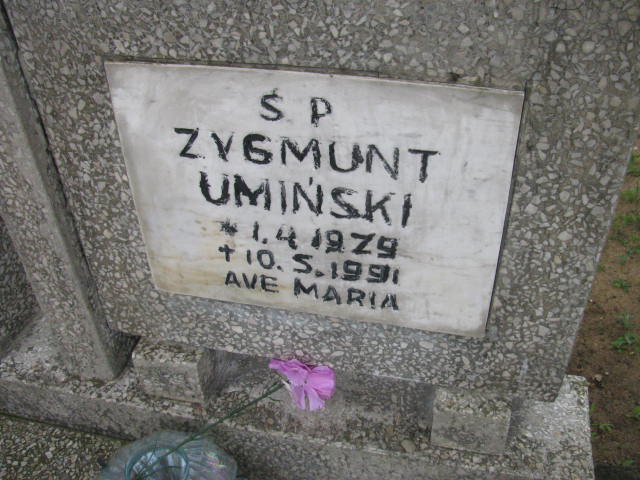 Ś P
ZYGMUNT
UMIŃSKI
* 1.4 1929
+ 10.5.1991
AVE MARIA